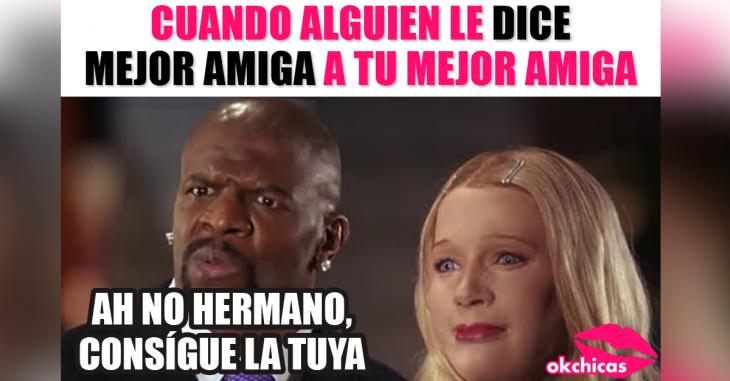 CUANDO ALGUIEN LE DICE
MEJOR AMIGA A TU MEJOR AMIGA
AH NO HERMANO,
CONSÍGUE LA TUYA
okchicas